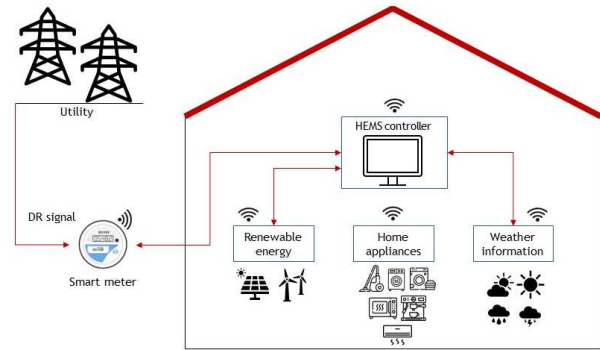 Utility
HEMS controller
DR signal
Smart meter
Renewable
energy
Home
appliances
Weather
information